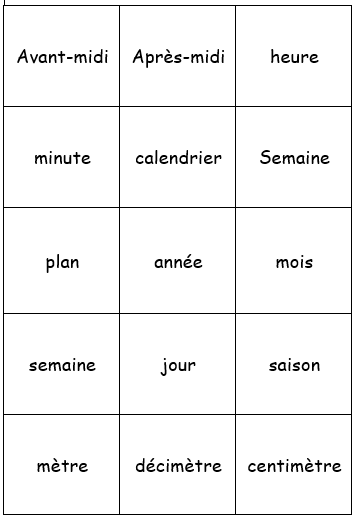 Avant-midi Après-midi heure
minute calendrier Semaine
plan année mois
semaine jour saison
mètre décimètre centimètre